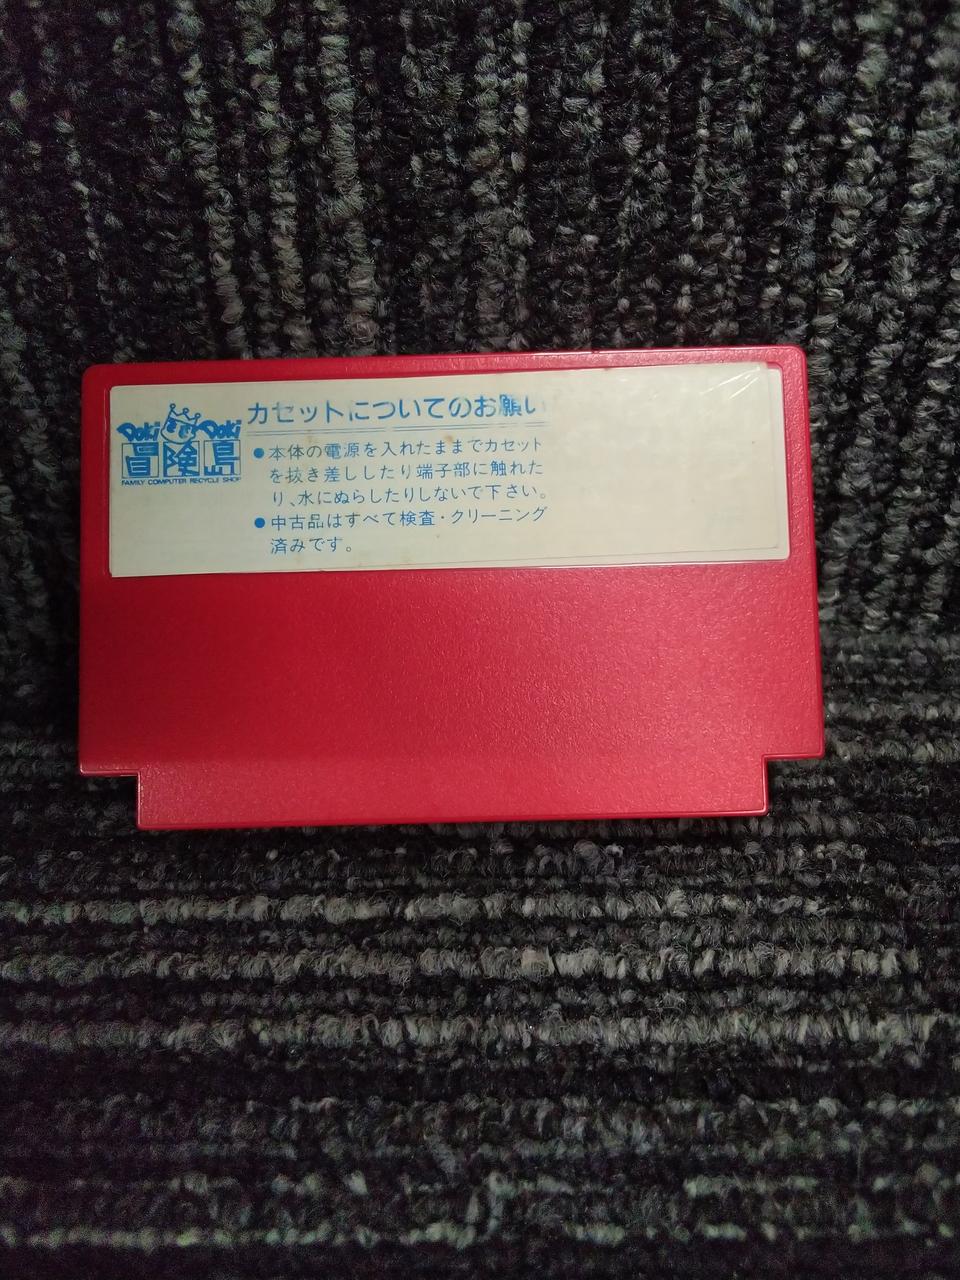 Doki Doki
冒険島
FAMILY COMPUTER RECYCLE SHOP
カセットについてのお願い
●本体の電源を入れたままでカセット
を抜き差ししたり端子部に触れた
り、水にぬらしたりしないで下さい。
●中古品はすべて検査・クリーニング
済みです。